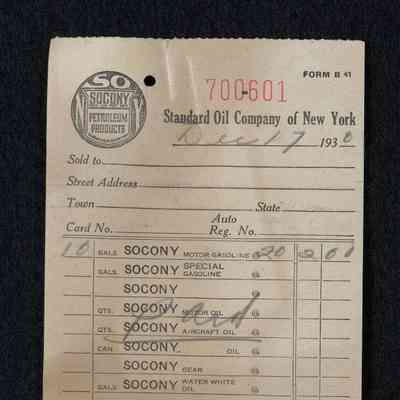 FORM B 41
SO
SOCONY
PETROLEUM
PRODUCTS
700-601
Standard Oil Company of New York
Dec 17 1930
Sold to
Street Address
Town State
Card No. Auto Reg. No.
10 GALS. SOCONY MOTOR GASOLINE @ 20 2 00
GALS. SOCONY SPECIAL GASOLINE @
SOCONY @
QTS. MOTOR OIL @
Paid
QTS. SOCONY AIRCRAFT OIL @
CAN SOCONY OIL @
SOCONY GEAR @
GALS. SOCONY WATER WHITE OIL @
SOCONY